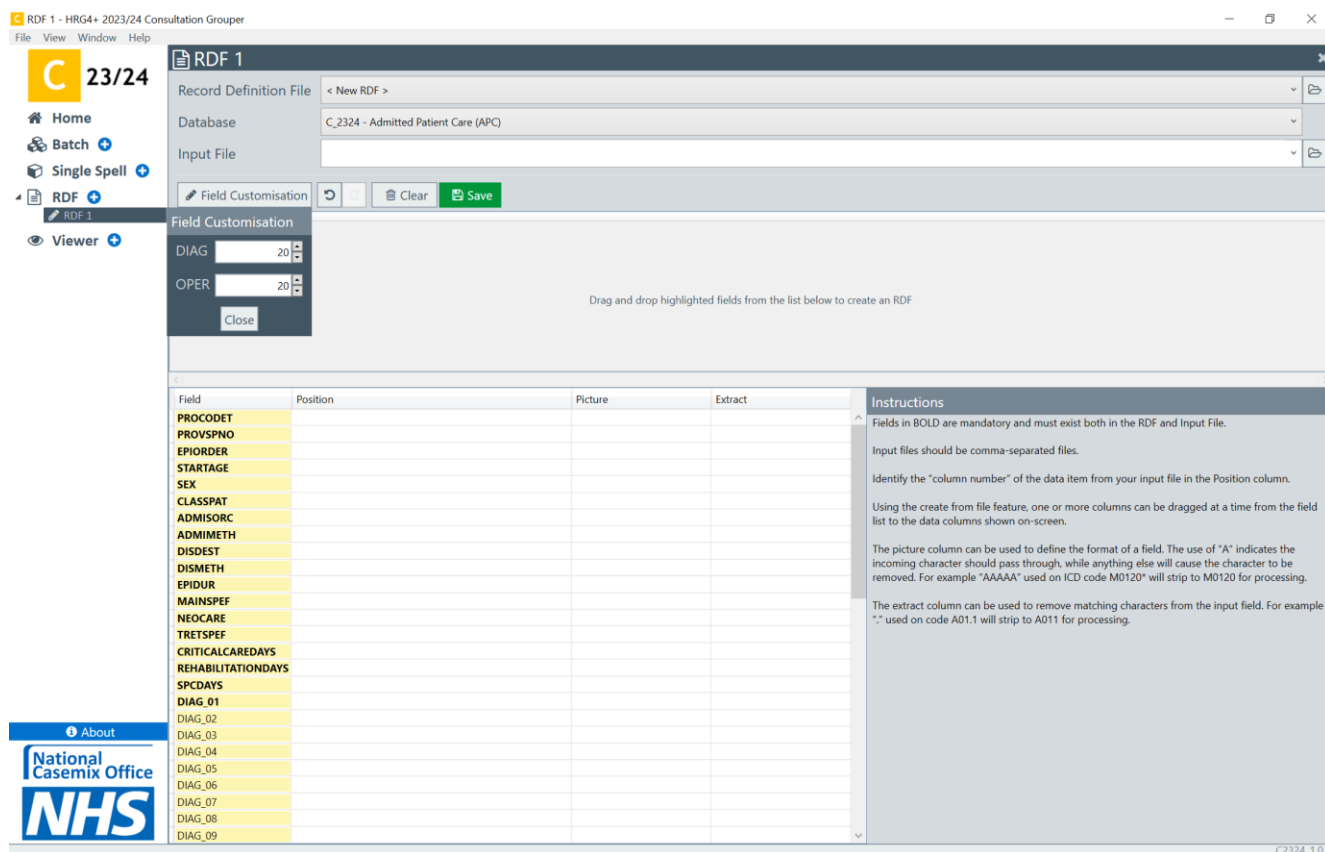 C RDF 1 - HRG4+ 2023/24 Consultation Grouper
File View Window Help
C 23/24
Home
Batch
Single Spell
RDF
RDF 1
Viewer
RDF 1
Record Definition File < New RDF >
Database C_2324 - Admitted Patient Care (APC)
Input File
Field Customisation Clear Save
Field Customisation
DIAG 20
OPER 20
Close
Drag and drop highlighted fields from the list below to create an RDF
Field Position Picture Extract
PROCODET
PROVSPNO
EPIORDER
STARTAGE
SEX
CLASSPAT
ADMISORC
ADMIMETH
DISDEST
DISMETH
EPIDUR
MAINSPEF
NEOCARE
TRETSPEF
CRITICALCAREDAYS
REHABILITATIONDAYS
SPCDAYS
DIAG_01
DIAG_02
DIAG_03
DIAG_04
DIAG_05
DIAG_06
DIAG_07
DIAG_08
DIAG_09
Instructions
Fields in BOLD are mandatory and must exist both in the RDF and Input File.
Input files should be comma-separated files.
Identify the "column number" of the data item from your input file in the Position column.
Using the create from file feature, one or more columns can be dragged at a time from the field
list to the data columns shown on-screen.
The picture column can be used to define the format of a field. The use of "A" indicates the
incoming character should pass through, while anything else will cause the character to be
removed. For example "AAAAA" used on ICD code M0120* will strip to M0120 for processing.
The extract column can be used to remove matching characters from the input field. For example
"." used on code A01.1 will strip to A011 for processing.
About
National
Casemix Office
NHS
C2324_1.0